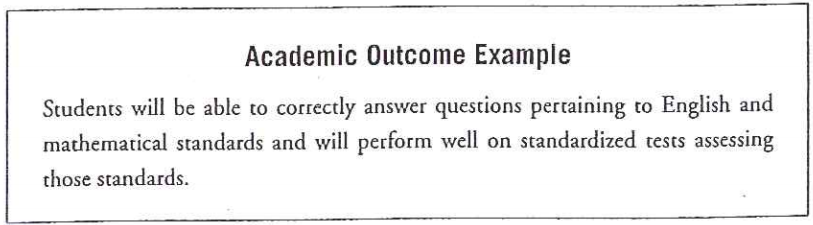 Academic Outcome Example
Students will be able to correctly answer questions pertaining to English and
mathematical standards and will perform well on standardized tests assessing
those standards.